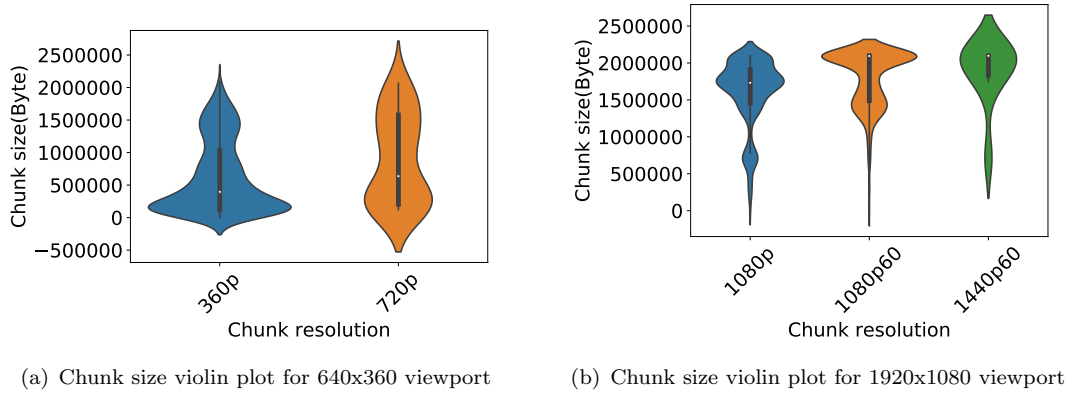 2500000
2000000
1500000
1000000
500000
0
−500000
Chunk size(Byte)
360p
720p
Chunk resolution
(a) Chunk size violin plot for 640x360 viewport
2500000
2000000
1500000
1000000
500000
0
Chunk size(Byte)
1080p
1080p60
1440p60
Chunk resolution
(b) Chunk size violin plot for 1920x1080 viewport